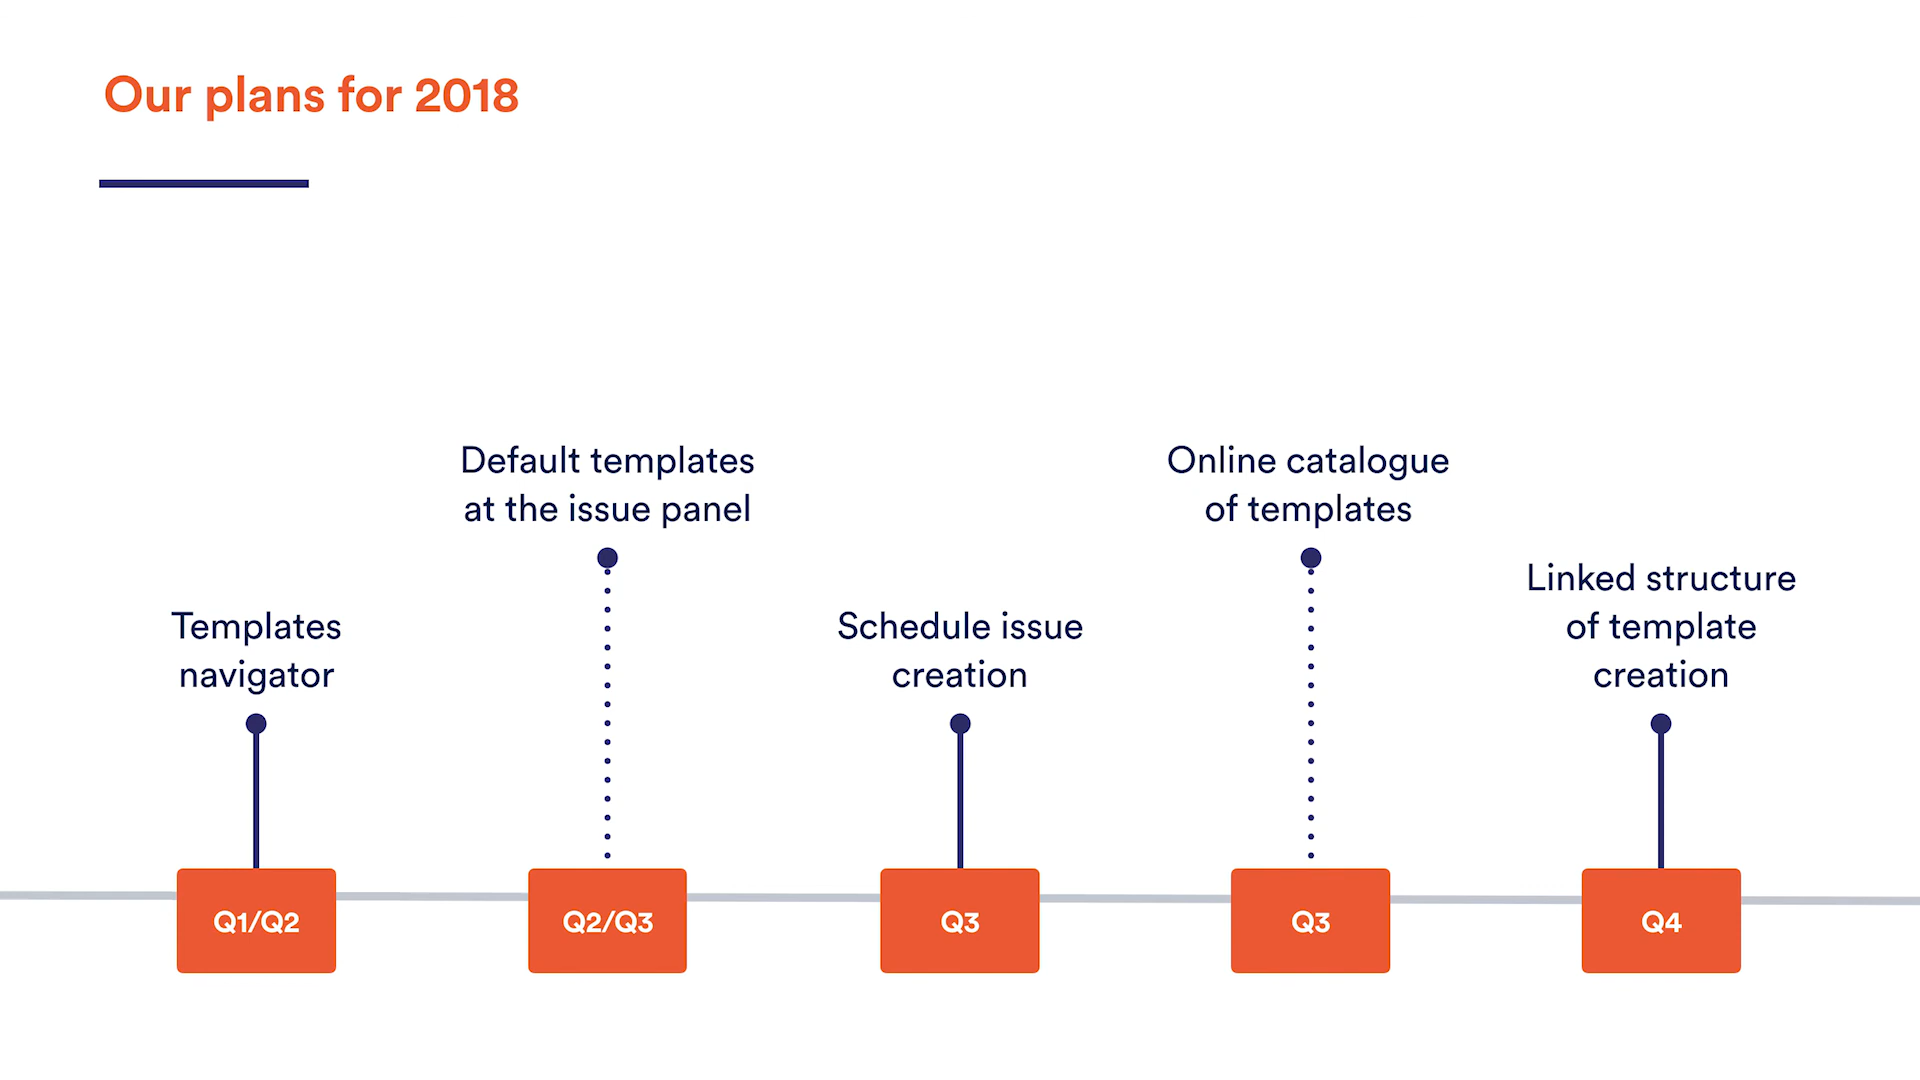 Our plans for 2018
Templates
navigator
Default templates
at the issue panel
Schedule issue
creation
Online catalogue
of templates
Linked structure
of template
creation
Q1/Q2
Q2/Q3
Q3
Q3
Q4